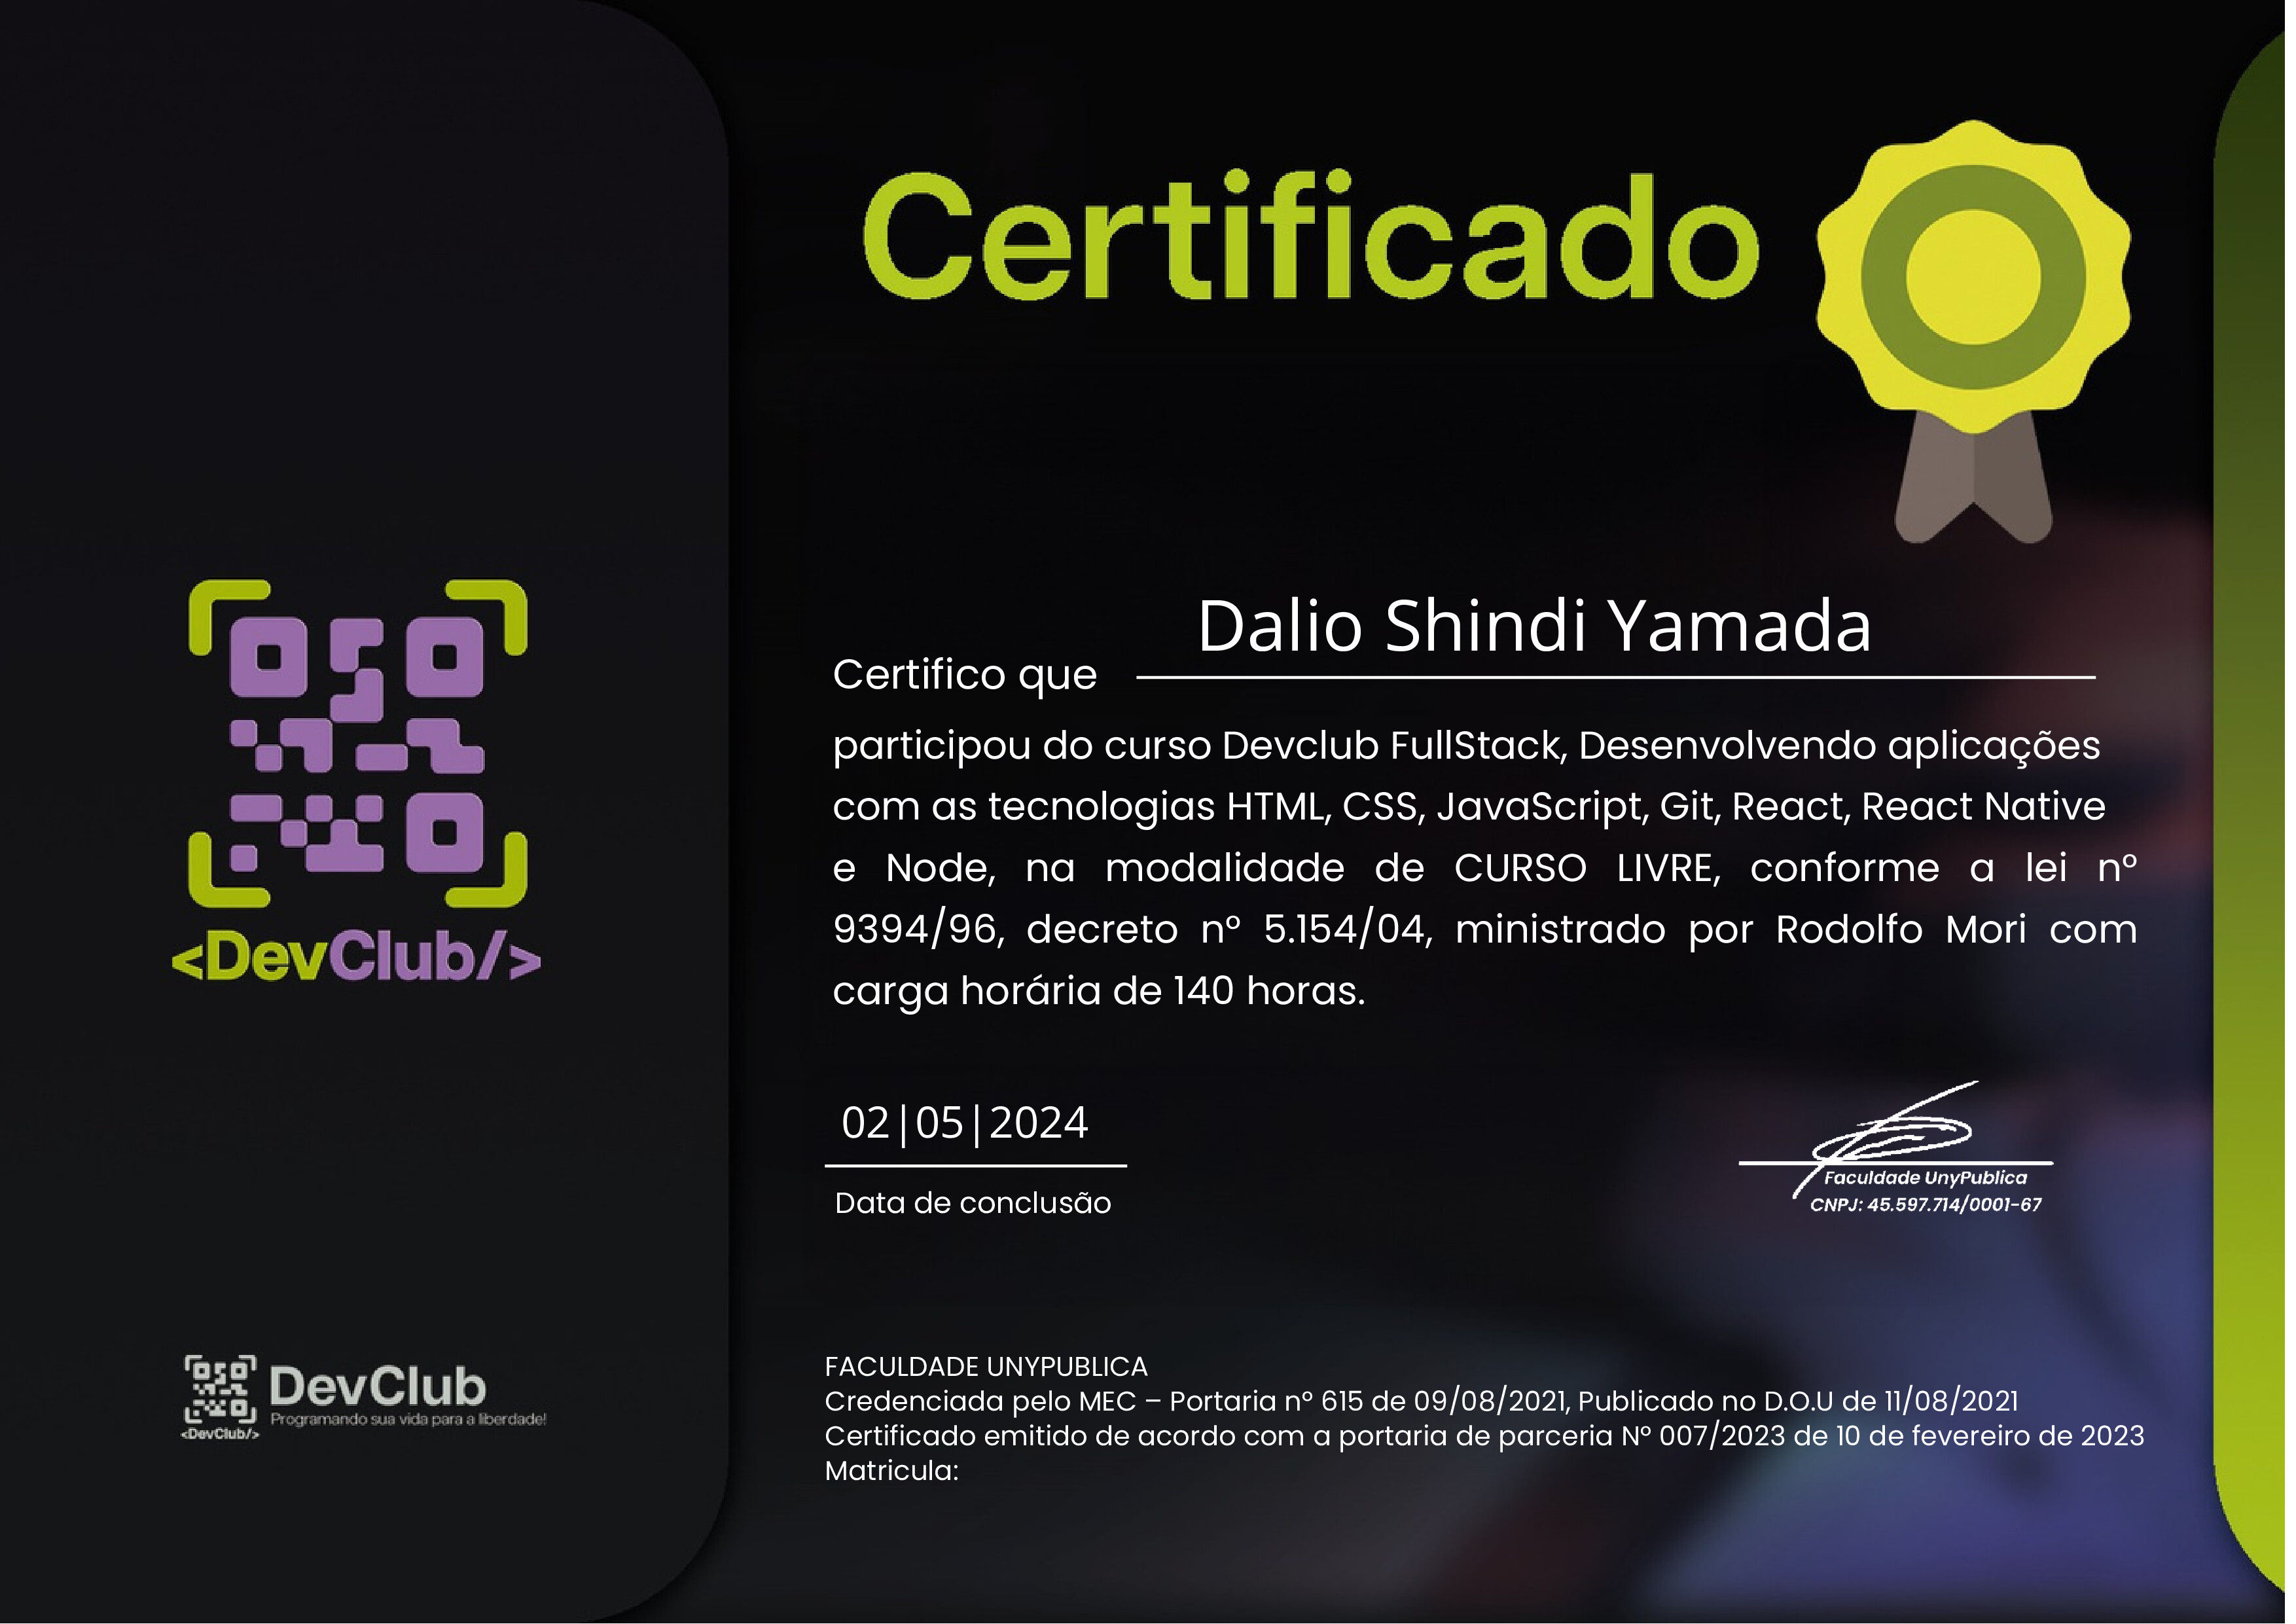 Certificado
Dalio Shindi Yamada
Certifico que
participou do curso Devclub FullStack, Desenvolvendo aplicações
com as tecnologias HTML, CSS, JavaScript, Git, React, React Native
e Node, na modalidade de CURSO LIVRE, conforme a lei nº
9394/96, decreto nº 5.154/04, ministrado por Rodolfo Mori com
carga horária de 140 horas.
<DevClub/>
02|05|2024
Data de conclusão
Faculdade UnyPublica
CNPJ: 45.597.714/0001-67
DevClub
Programando sua vida para a liberdade!
<DevClub/>
FACULDADE UNYPUBLICA
Credenciada pelo MEC – Portaria nº 615 de 09/08/2021, Publicado no D.O.U de 11/08/2021
Certificado emitido de acordo com a portaria de parceria Nº 007/2023 de 10 de fevereiro de 2023
Matricula: